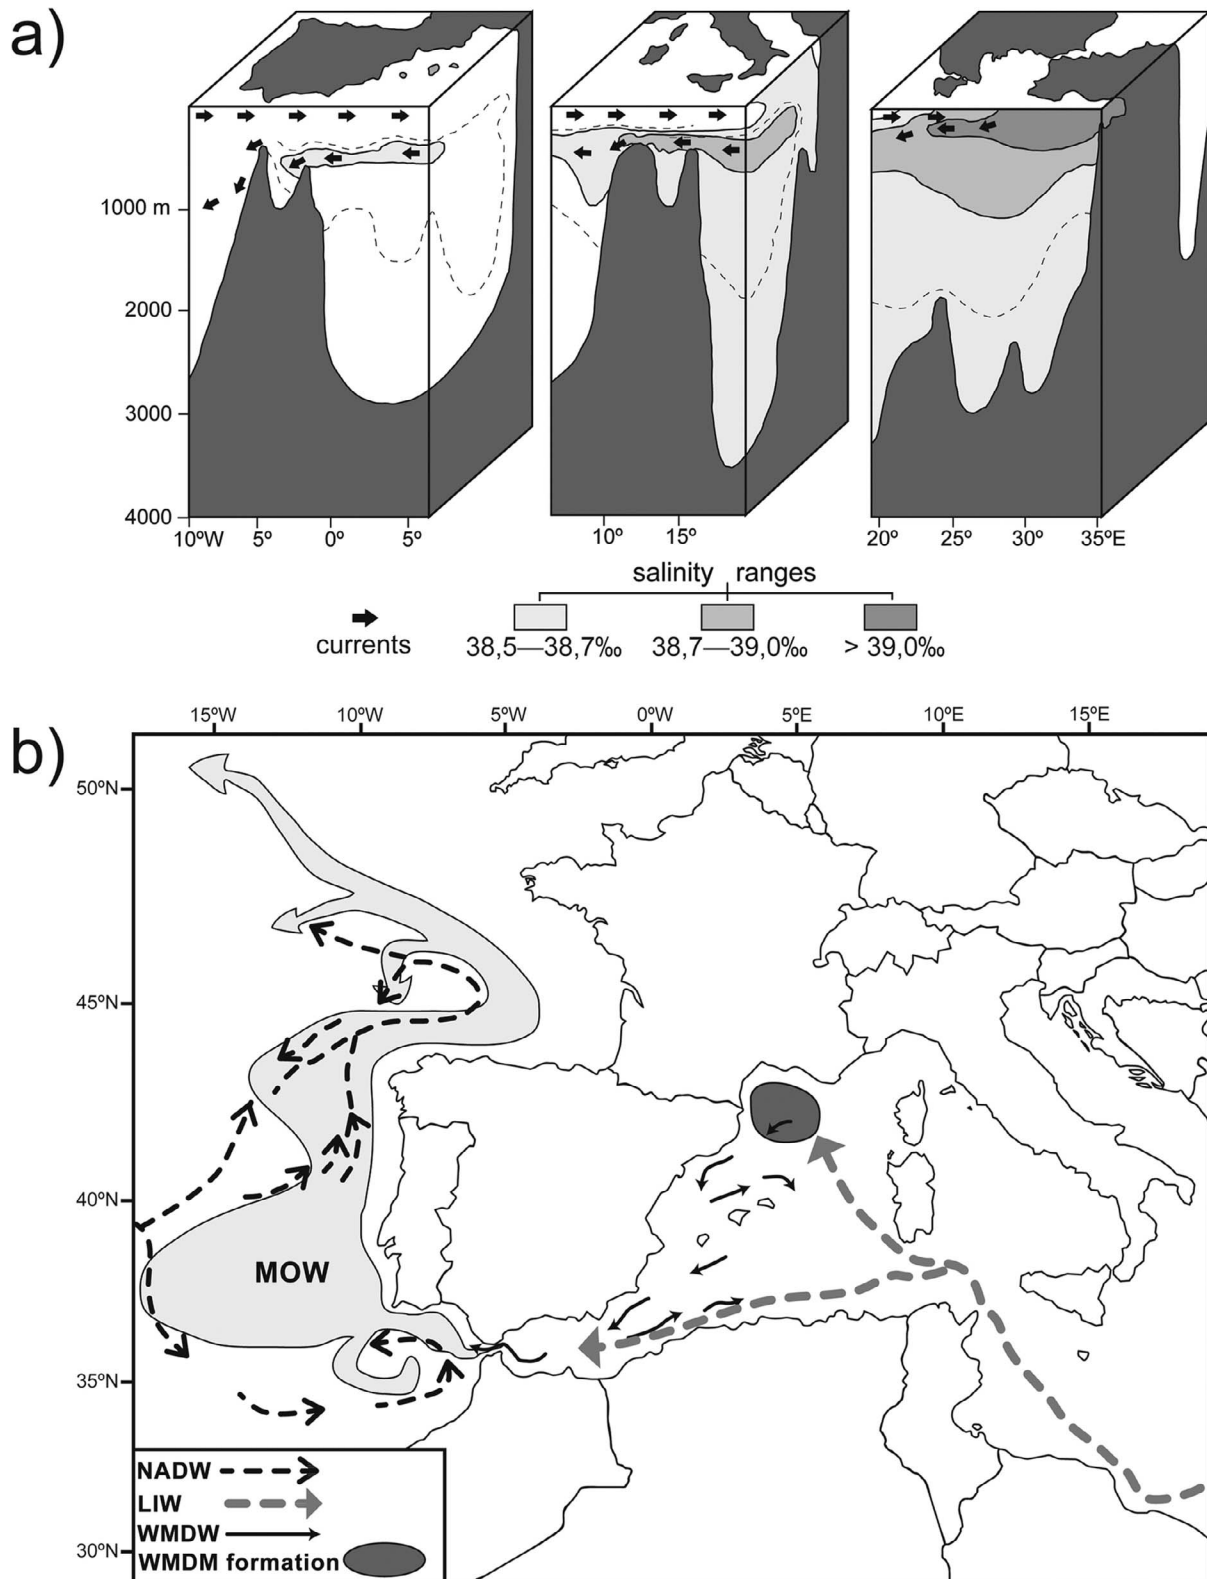 a)
1000 m
2000
3000
4000
10ºW 5º 0º 5º
10º 15º
20º 25º 30º 35ºE
salinity ranges
currents
38,5—38,7‰
38,7—39,0‰
> 39,0‰
b)
15ºW 10ºW 5ºW 0ºW 5ºE 10ºE 15ºE
50ºN
45ºN
40ºN
35ºN
30ºN
MOW
NADW
LIW
WMDW
WMDM formation